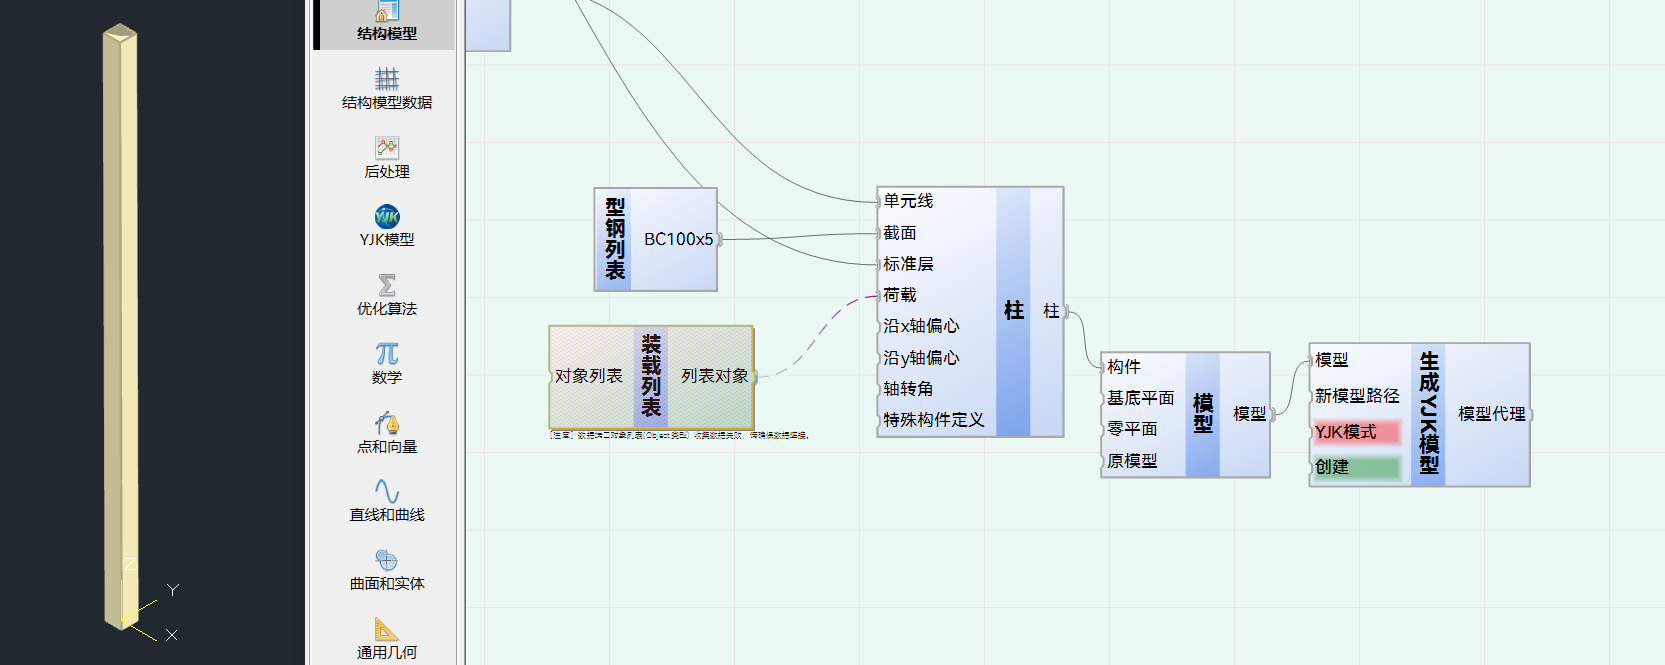 Z
Y
X
结构模型
结构模型数据
后处理
YJK
YJK模型
优化算法
数学
点和向量
直线和曲线
曲面和实体
通用几何
型钢列表
BC100x5
对象列表
装载列表
列表对象
单元线
截面
标准层
荷载
沿x轴偏心
沿y轴偏心
轴转角
特殊构件定义
柱
柱
构件
基底平面
零平面
原模型
模型
模型
模型
新模型路径
YJK模式
创建
生成YJK模型
模型代理